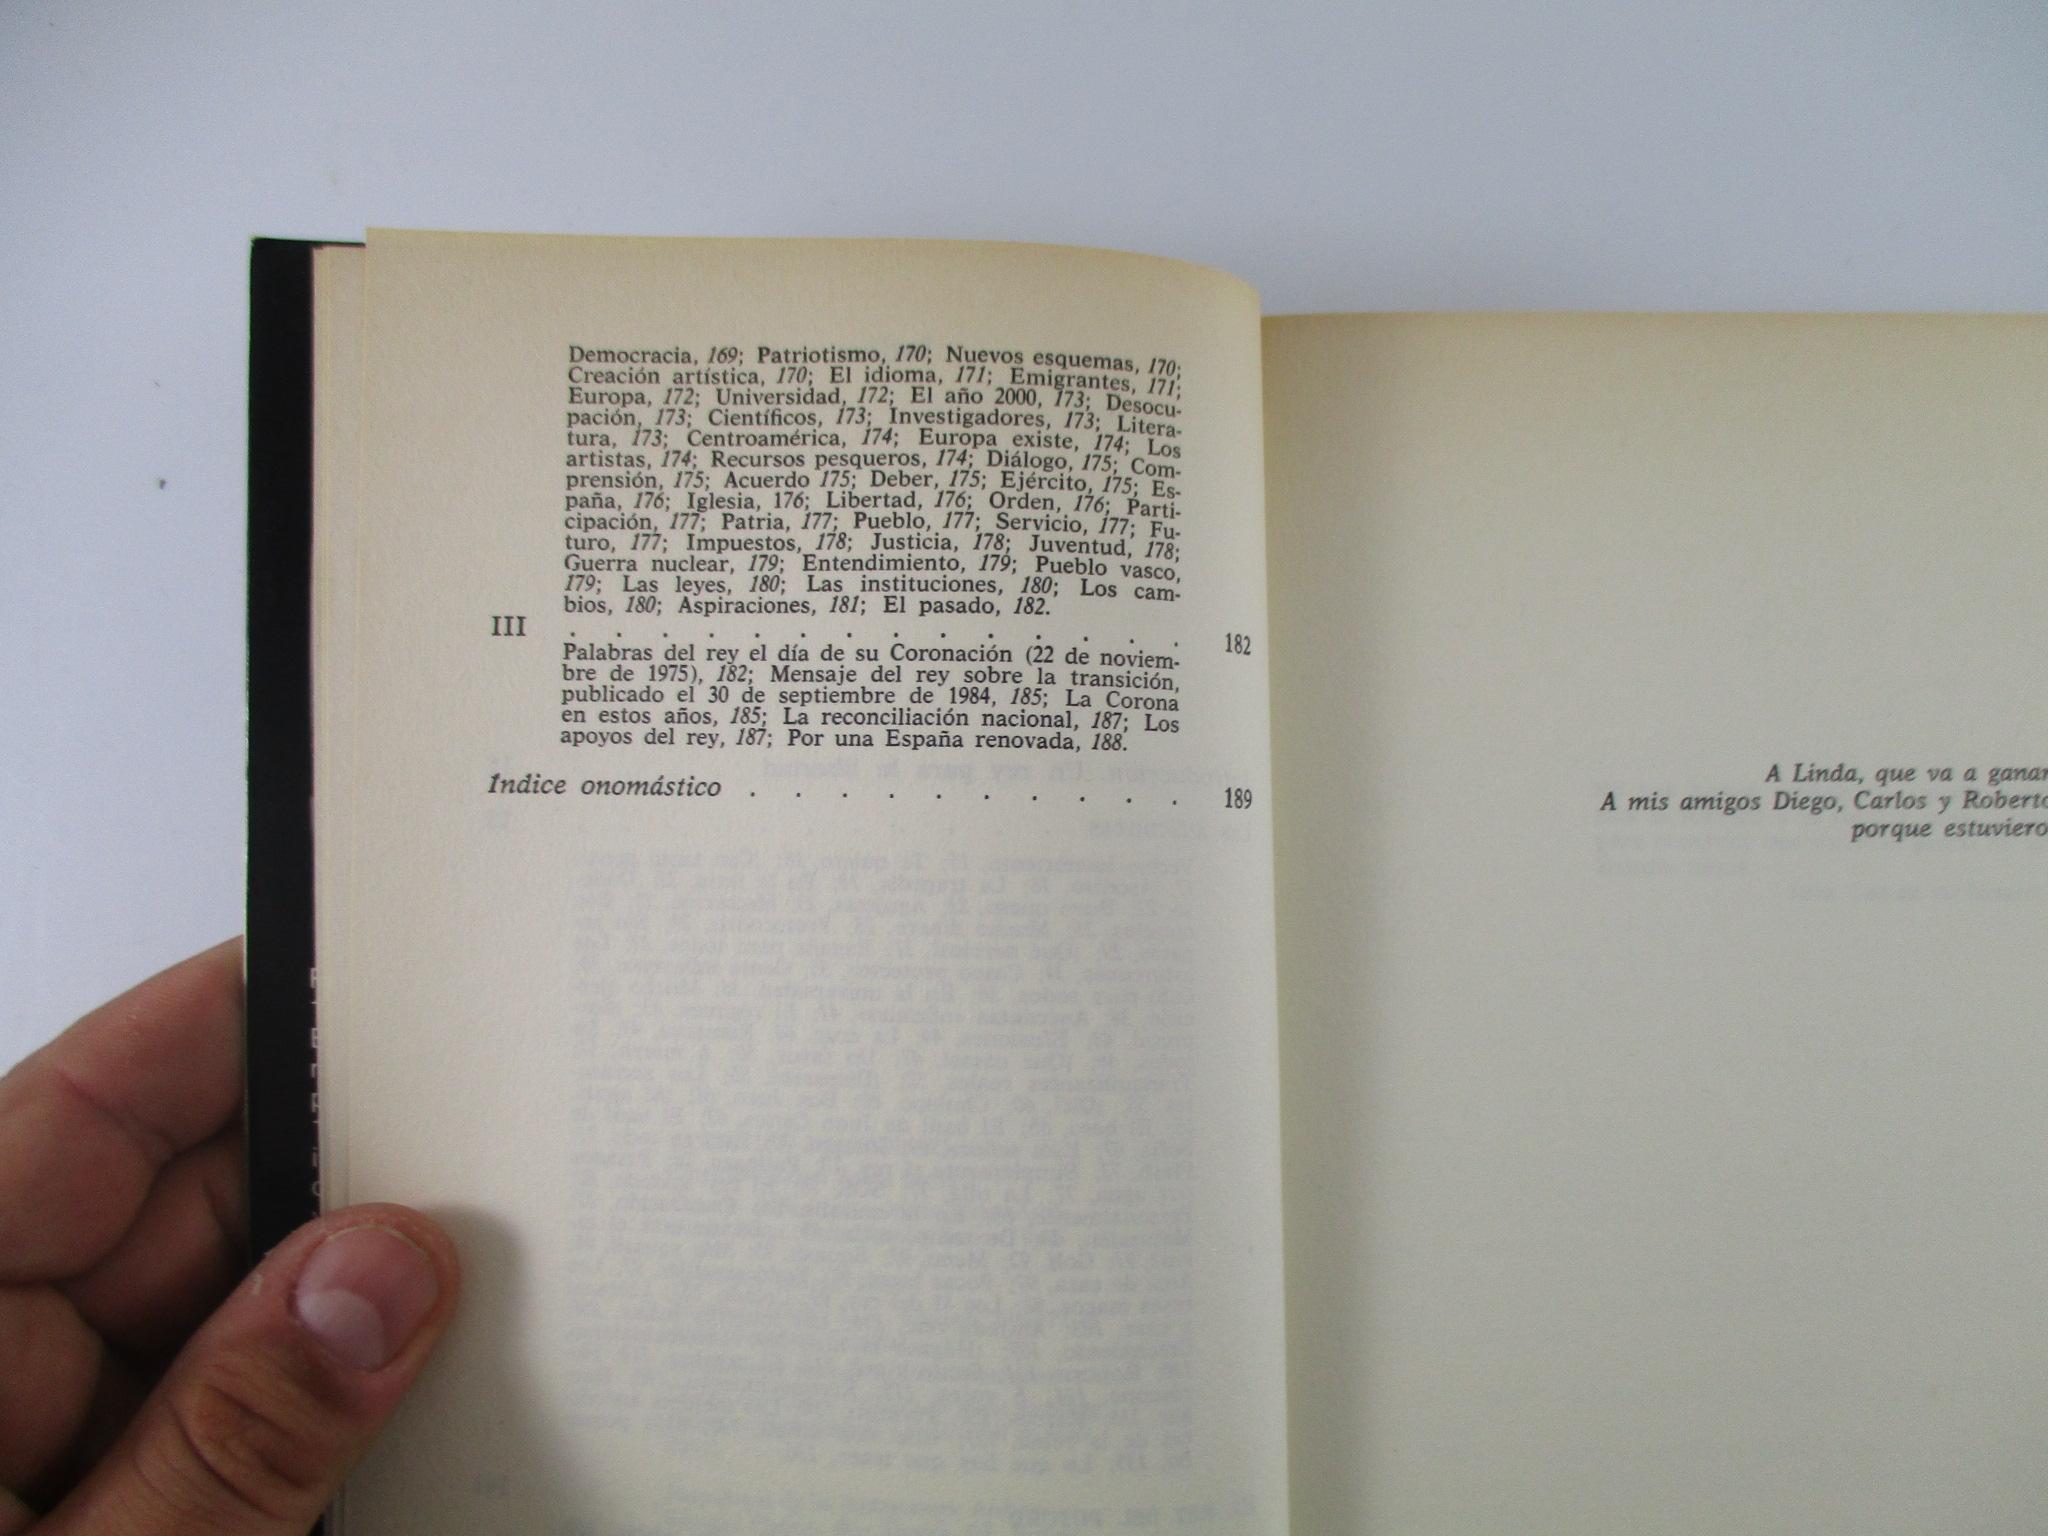 Democracia, 169; Patriotismo, 170; Nuevos esquemas, 170;
Creación artística, 170; El idioma, 171; Emigrantes, 171;
Europa, 172; Universidad, 172; El año 2000, 173; Desocu-
pación, 173; Científicos, 173; Investigadores, 173; Litera-
tura, 173; Centroamérica, 174; Europa existe, 174; Los
artistas, 174; Recursos pesqueros, 174; Diálogo, 175; Com-
prensión, 175; Acuerdo 175; Deber, 175; Ejército, 175; Es-
paña, 176; Iglesia, 176; Libertad, 176; Orden, 176; Parti-
cipación, 177; Patria, 177; Pueblo, 177; Servicio, 177; Fu-
turo, 177; Impuestos, 178; Justicia, 178; Juventud, 178;
Guerra nuclear, 179; Entendimiento, 179; Pueblo vasco,
179; Las leyes, 180; Las instituciones, 180; Los cam-
bios, 180; Aspiraciones, 181; El pasado, 182.
III . . . . . . . . . . . . . . 182
Palabras del rey el día de su Coronación (22 de noviem-
bre de 1975), 182; Mensaje del rey sobre la transición,
publicado el 30 de septiembre de 1984, 185; La Corona
en estos años, 185; La reconciliación nacional, 187; Los
apoyos del rey, 187; Por una España renovada, 188.
Indice onomástico . . . . . . . . 189
A Linda, que va a ganar
A mis amigos Diego, Carlos y Roberto
porque estuviero